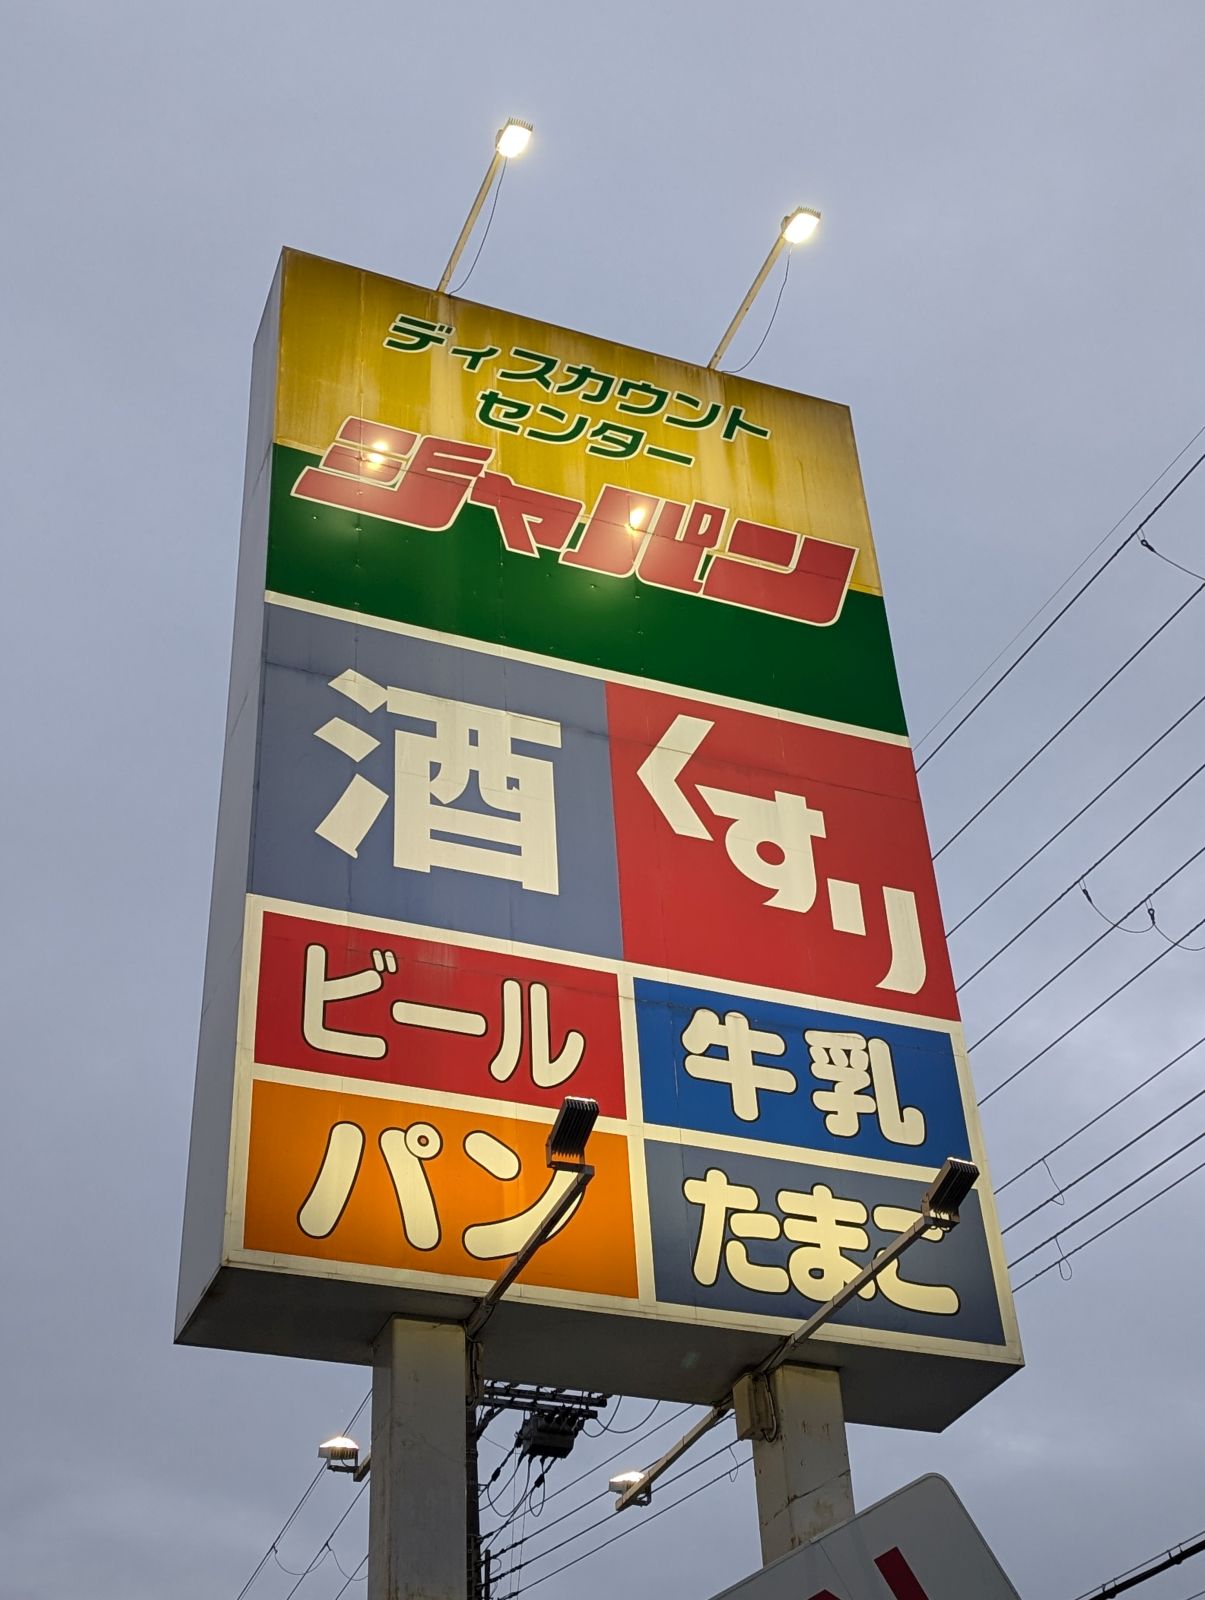 ディスカウント
センター
ジャパン
酒
くすり
ビール
牛乳
パン
たまご